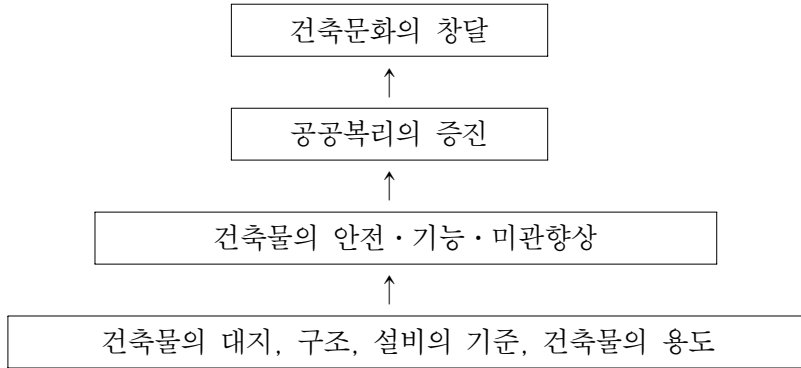 건축문화의 창달
↑
공공복리의 증진
↑
건축물의 안전·기능·미관향상
↑
건축물의 대지, 구조, 설비의 기준, 건축물의 용도